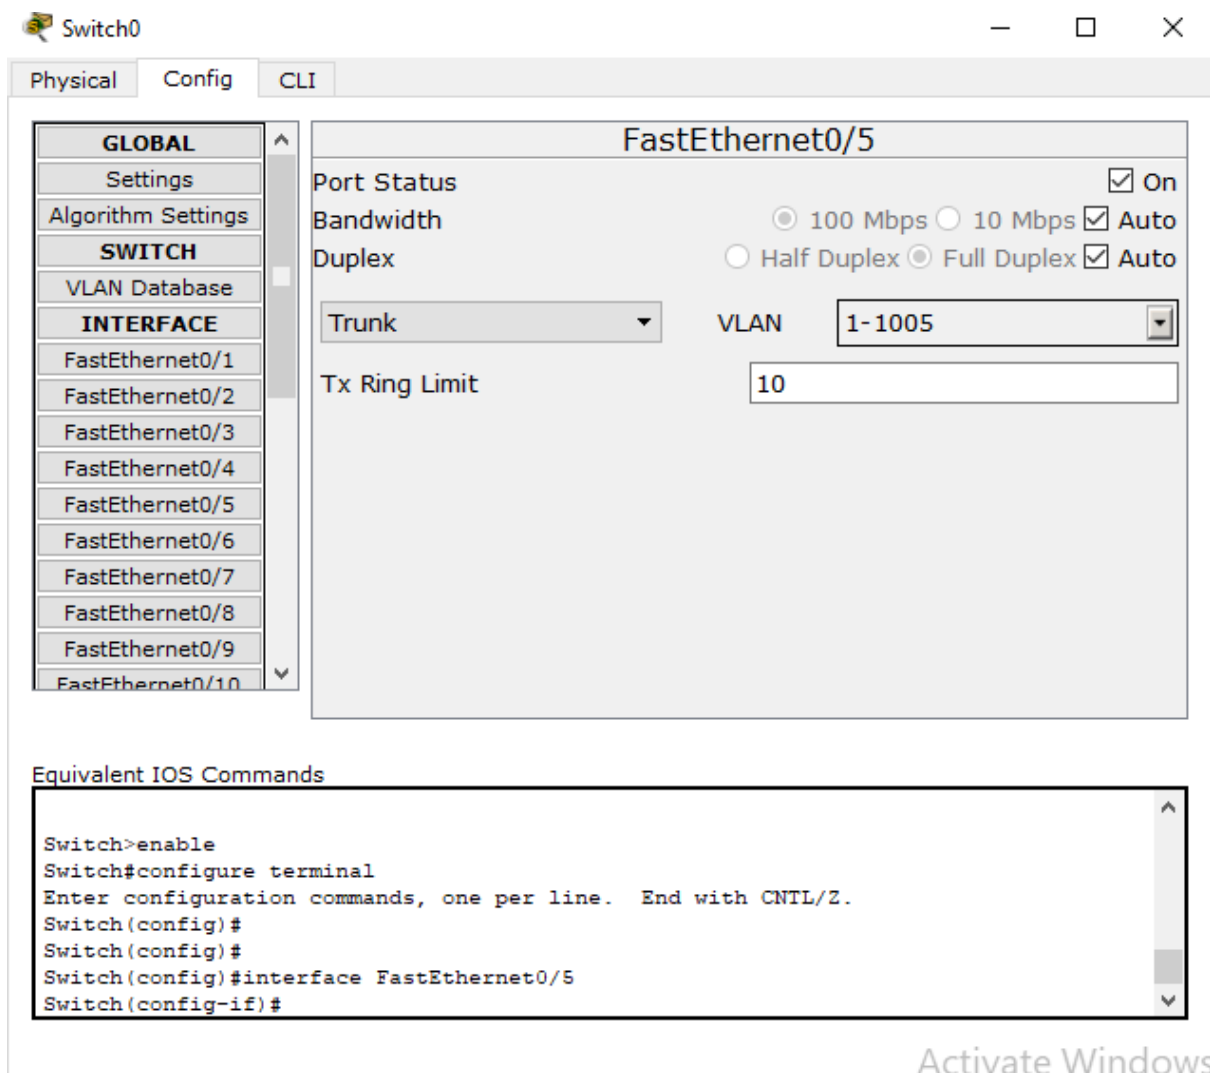 Switch0
Physical Config CLI
GLOBAL
Settings
Algorithm Settings
SWITCH
VLAN Database
INTERFACE
FastEthernet0/1
FastEthernet0/2
FastEthernet0/3
FastEthernet0/4
FastEthernet0/5
FastEthernet0/6
FastEthernet0/7
FastEthernet0/8
FastEthernet0/9
FastEthernet0/10
FastEthernet0/5
Port Status On
Bandwidth 100 Mbps 10 Mbps Auto
Duplex Half Duplex Full Duplex Auto
Trunk VLAN 1-1005
Tx Ring Limit 10
Equivalent IOS Commands
Switch>enable
Switch#configure terminal
Enter configuration commands, one per line.  End with CNTL/Z.
Switch(config)#
Switch(config)#
Switch(config)#interface FastEthernet0/5
Switch(config-if)#
Activate Windows